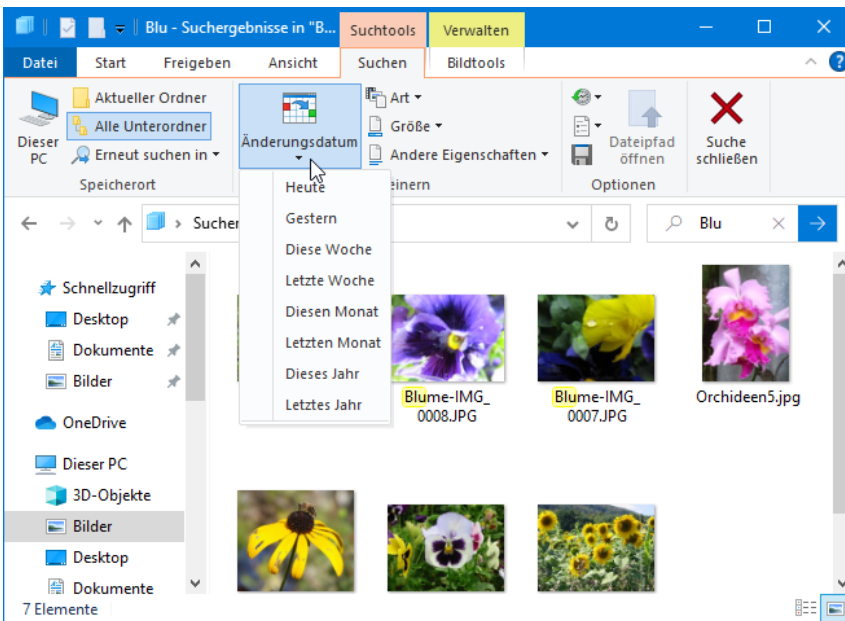 Blu - Suchergebnisse in "B...
Suchtools
Verwalten
Datei
Start
Freigeben
Ansicht
Suchen
Bildtools
?
Dieser
PC
Aktueller Ordner
Alle Unterordner
Erneut suchen in
Speicherort
Änderungsdatum
Art
Größe
Andere Eigenschaften
einern
Dateipfad
öffnen
Optionen
Suche
schließen
Heute
Gestern
Diese Woche
Letzte Woche
Diesen Monat
Letzten Monat
Dieses Jahr
Letztes Jahr
Sucher
Blu
Schnellzugriff
Desktop
Dokumente
Bilder
OneDrive
Dieser PC
3D-Objekte
Bilder
Desktop
Dokumente
Blume-IMG_
0008.JPG
Blume-IMG_
0007.JPG
Orchideen5.jpg
7 Elemente